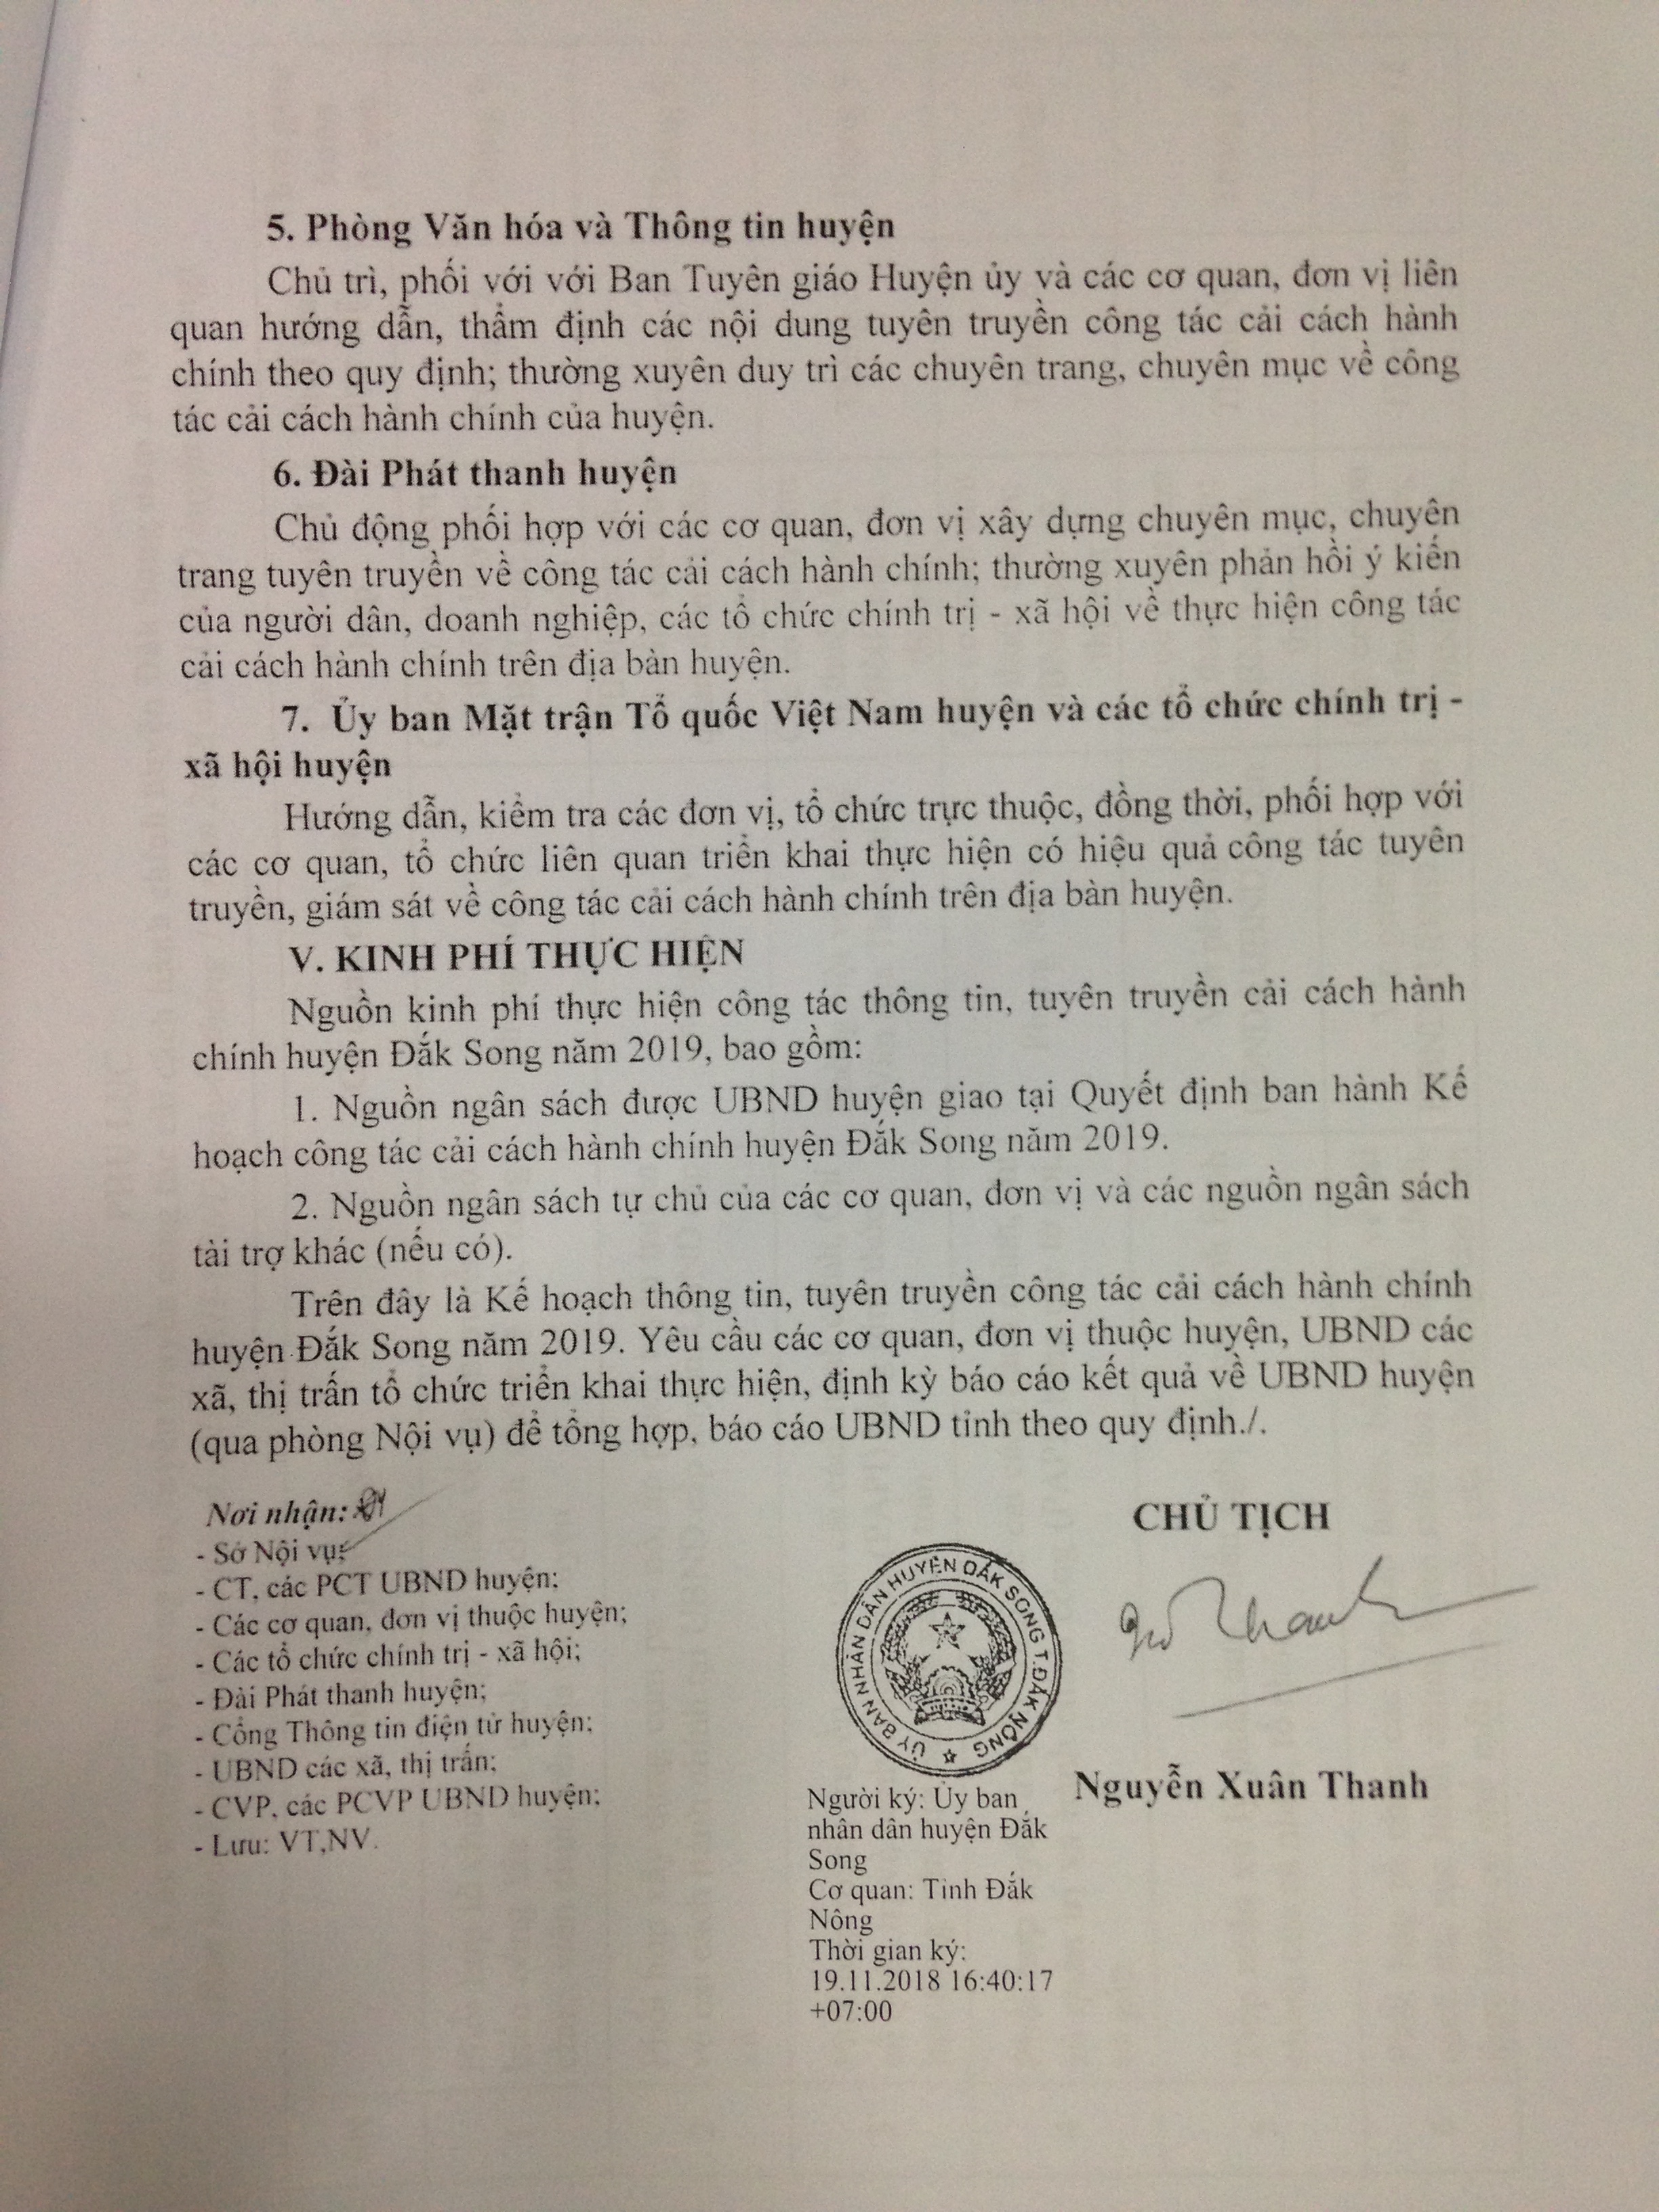 5. Phòng Văn hóa và Thông tin huyện
Chủ trì, phối với với Ban Tuyên giáo Huyện ủy và các cơ quan, đơn vị liên
quan hướng dẫn, thẩm định các nội dung tuyên truyền công tác cải cách hành
chính theo quy định; thường xuyên duy trì các chuyên trang, chuyên mục về công
tác cải cách hành chính của huyện.
6. Đài Phát thanh huyện
Chủ động phối hợp với các cơ quan, đơn vị xây dựng chuyên mục, chuyên
trang tuyên truyền về công tác cải cách hành chính; thường xuyên phản hồi ý kiến
của người dân, doanh nghiệp, các tổ chức chính trị - xã hội về thực hiện công tác
cải cách hành chính trên địa bàn huyện.
7. Ủy ban Mặt trận Tổ quốc Việt Nam huyện và các tổ chức chính trị -
xã hội huyện
Hướng dẫn, kiểm tra các đơn vị, tổ chức trực thuộc, đồng thời, phối hợp với
các cơ quan, tổ chức liên quan triển khai thực hiện có hiệu quả công tác tuyên
truyền, giám sát về công tác cải cách hành chính trên địa bàn huyện.
V. KINH PHÍ THỰC HIỆN
Nguồn kinh phí thực hiện công tác thông tin, tuyên truyền cải cách hành
chính huyện Đắk Song năm 2019, bao gồm:
1. Nguồn ngân sách được UBND huyện giao tại Quyết định ban hành Kế
hoạch công tác cải cách hành chính huyện Đắk Song năm 2019.
2. Nguồn ngân sách tự chủ của các cơ quan, đơn vị và các nguồn ngân sách
tài trợ khác (nếu có).
Trên đây là Kế hoạch thông tin, tuyên truyền công tác cải cách hành chính
huyện Đắk Song năm 2019. Yêu cầu các cơ quan, đơn vị thuộc huyện, UBND các
xã, thị trấn tổ chức triển khai thực hiện, định kỳ báo cáo kết quả về UBND huyện
(qua phòng Nội vụ) để tổng hợp, báo cáo UBND tỉnh theo quy định./.
Nơi nhận:
- Sở Nội vụ;
- CT, các PCT UBND huyện;
- Các cơ quan, đơn vị thuộc huyện;
- Các tổ chức chính trị - xã hội;
- Đài Phát thanh huyện;
- Cổng Thông tin điện tử huyện;
- UBND các xã, thị trấn;
- CVP, các PCVP UBND huyện;
- Lưu: VT,NV.
CHỦ TỊCH
ỦY BAN NHÂN DÂN HUYỆN ĐẮK SONG T.ĐẮK NÔNG
Nguyễn Xuân Thanh
Người ký: Ủy ban
nhân dân huyện Đắk
Song
Cơ quan: Tỉnh Đắk
Nông
Thời gian ký:
19.11.2018 16:40:17
+07:00